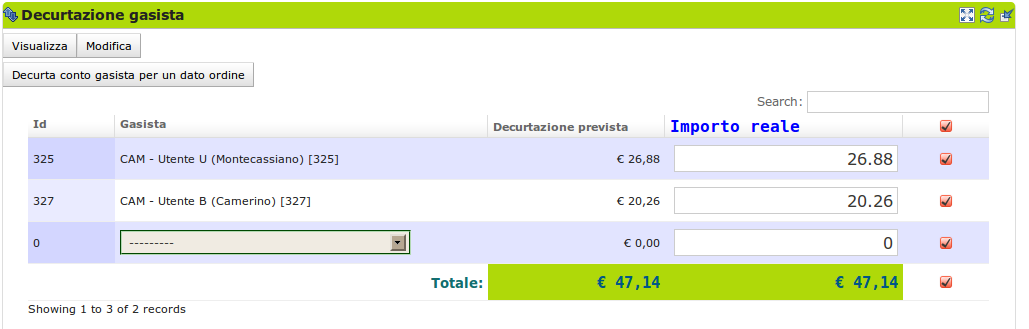 Decurtazione gasista
Visualizza Modifica
Decurta conto gasista per un dato ordine
Search:
Id Gasista Decurtazione prevista Importo reale
325 CAM - Utente U (Montecassiano) [325] € 26,88 26.88
327 CAM - Utente B (Camerino) [327] € 20,26 20.26
0 --------- € 0,00 0
Totale: € 47,14 € 47,14
Showing 1 to 3 of 2 records